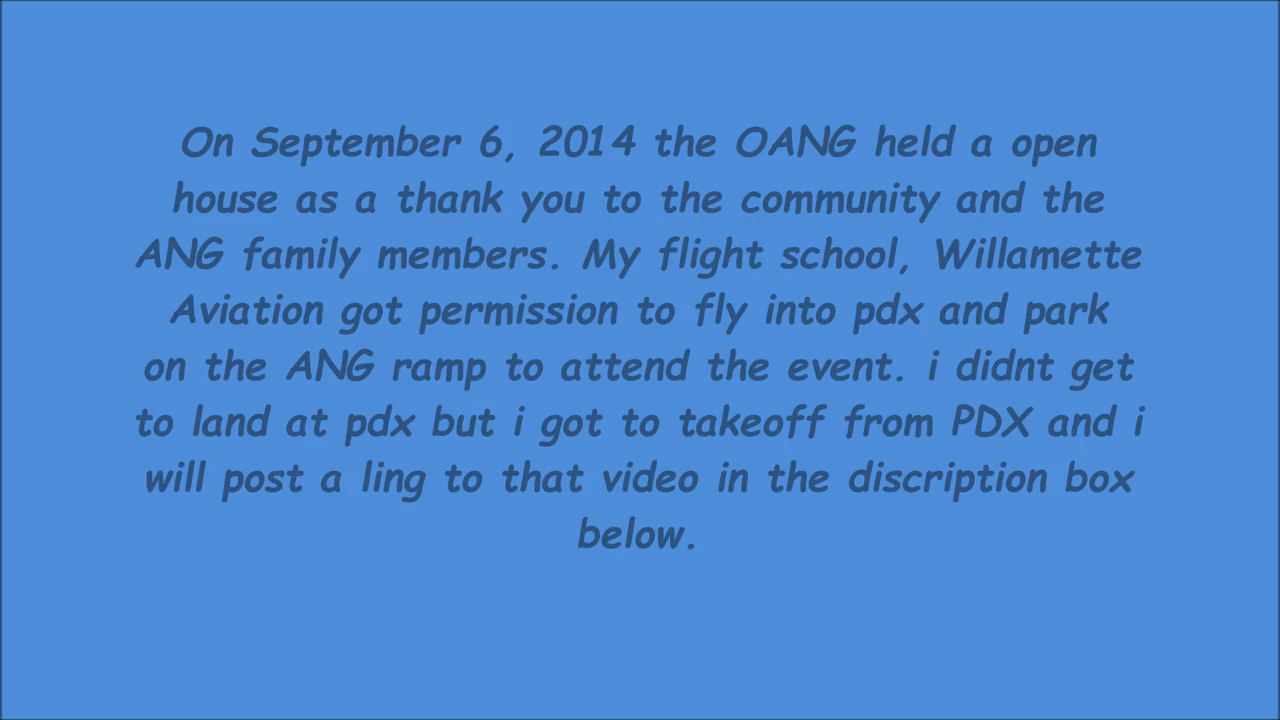 On September 6, 2014 the OANG held a open
house as a thank you to the community and the
ANG family members. My flight school, Willamette
Aviation got permission to fly into pdx and park
on the ANG ramp to attend the event. i didnt get
to land at pdx but i got to takeoff from PDX and i
will post a ling to that video in the discription box
below.